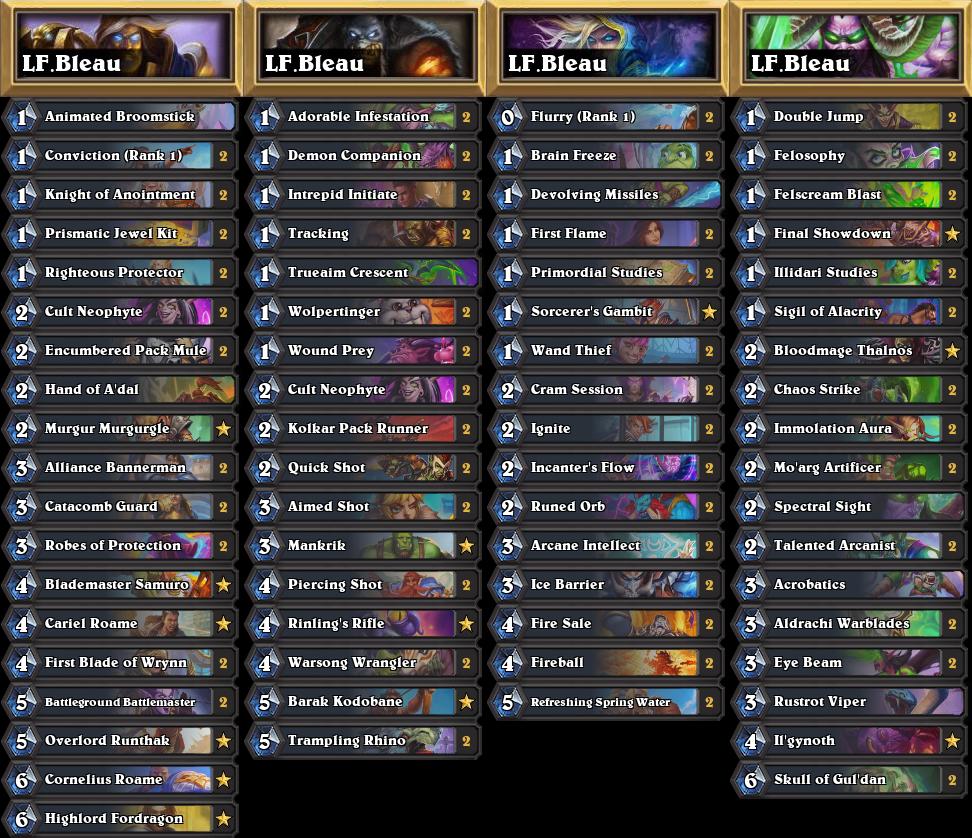 LF.Bleau
1 Animated Broomstick
1 Conviction (Rank 1) 2
1 Knight of Anointment 2
1 Prismatic Jewel Kit 2
1 Righteous Protector 2
2 Cult Neophyte 2
2 Encumbered Pack Mule 2
2 Hand of A'dal
2 Murgur Murgurgle
3 Alliance Bannerman 2
3 Catacomb Guard 2
3 Robes of Protection 2
4 Blademaster Samuro
4 Cariel Roame
4 First Blade of Wrynn 2
5 Battleground Battlemaster 2
5 Overlord Runthak
6 Cornelius Roame
6 Highlord Fordragon
LF.Bleau
1 Adorable Infestation 2
1 Demon Companion 2
1 Intrepid Initiate 2
1 Tracking 2
1 Trueaim Crescent
1 Wolpertinger 2
1 Wound Prey 2
2 Cult Neophyte 2
2 Kolkar Pack Runner 2
2 Quick Shot 2
3 Aimed Shot 2
3 Mankrik
4 Piercing Shot 2
4 Rinling's Rifle
4 Warsong Wrangler 2
5 Barak Kodobane
5 Trampling Rhino 2
LF.Bleau
0 Flurry (Rank 1) 2
1 Brain Freeze 2
1 Devolving Missiles
1 First Flame 2
1 Primordial Studies 2
1 Sorcerer's Gambit
1 Wand Thief 2
2 Cram Session 2
2 Ignite 2
2 Incanter's Flow 2
2 Runed Orb 2
3 Arcane Intellect 2
3 Ice Barrier 2
4 Fire Sale 2
4 Fireball 2
5 Refreshing Spring Water 2
LF.Bleau
1 Double Jump 2
1 Felosophy 2
1 Felscream Blast 2
1 Final Showdown
1 Illidari Studies 2
1 Sigil of Alacrity 2
2 Bloodmage Thalnos
2 Chaos Strike 2
2 Immolation Aura 2
2 Mo'arg Artificer 2
2 Spectral Sight
2 Talented Arcanist 2
3 Acrobatics
3 Aldrachi Warblades 2
3 Eye Beam 2
3 Rustrot Viper
4 Il'gynoth
6 Skull of Gul'dan 2